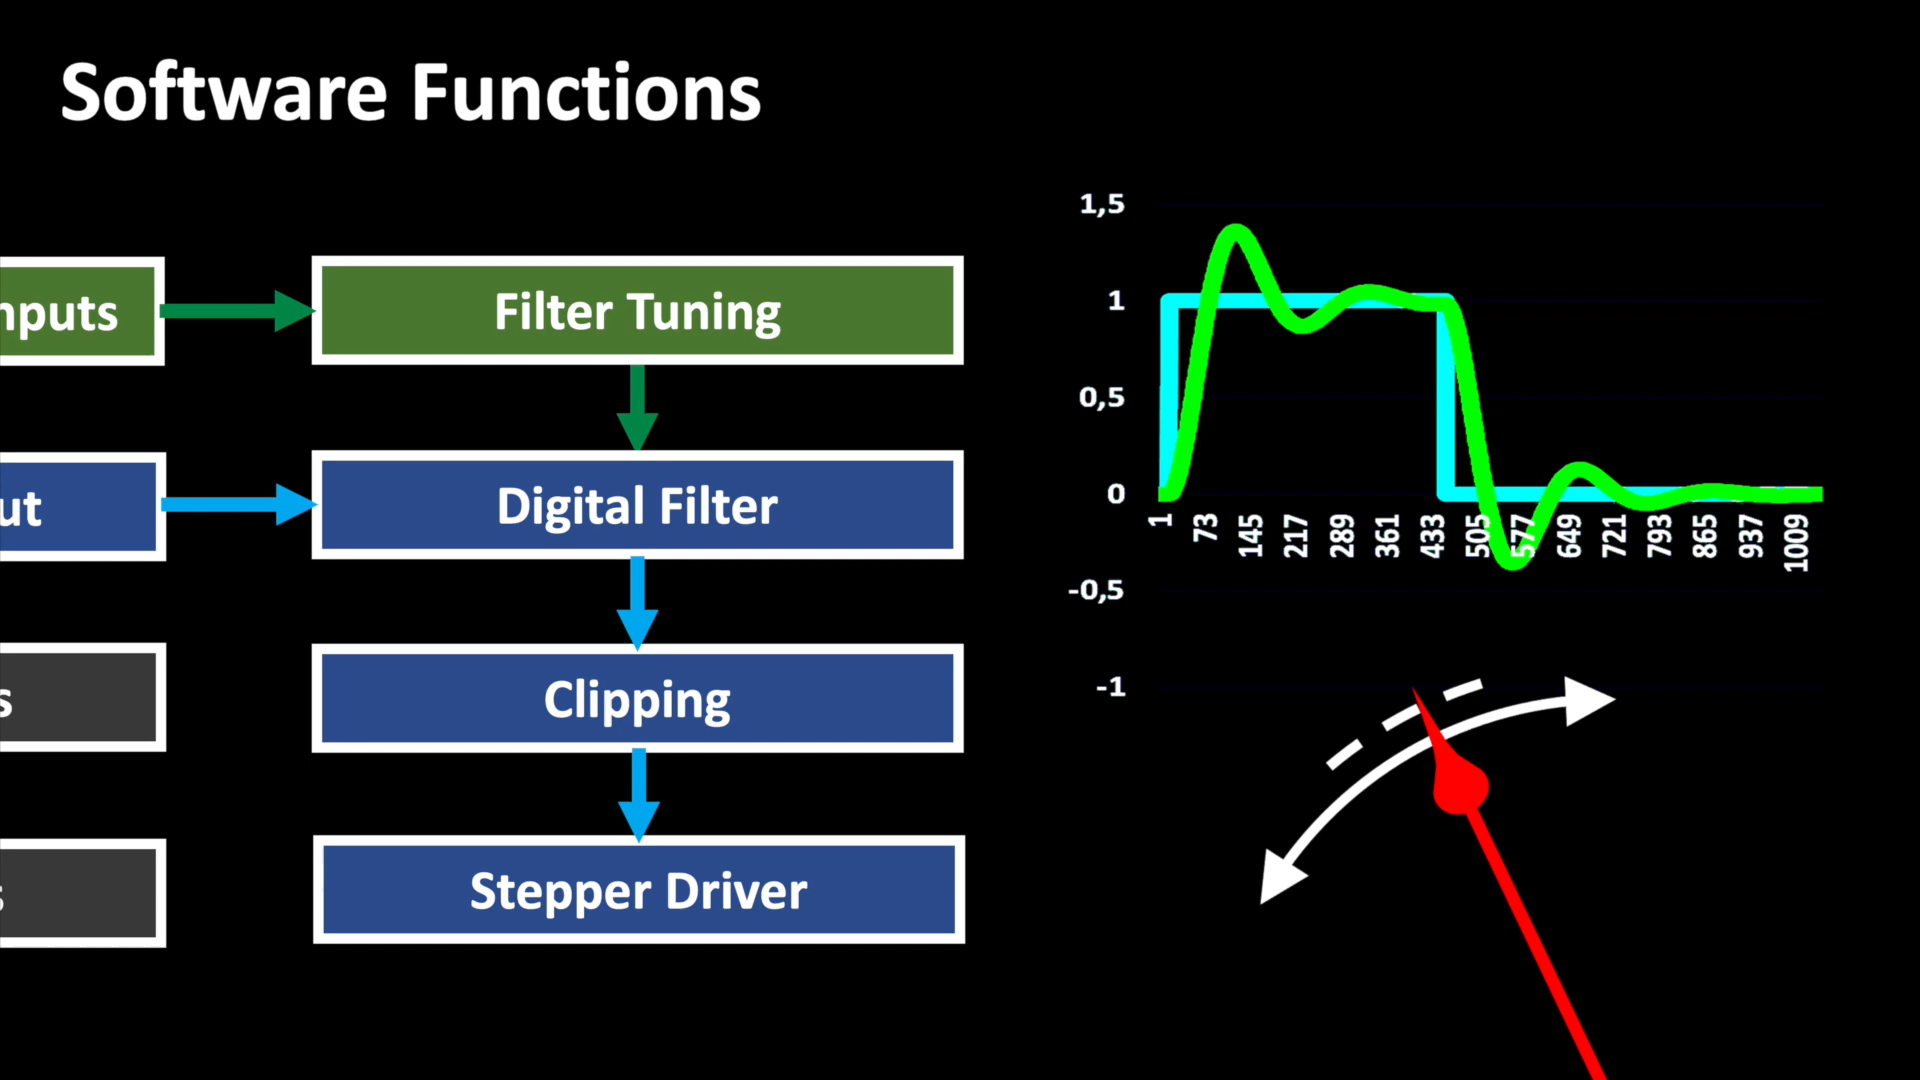 Software Functions
nputs
Filter Tuning
ut
Digital Filter
s
Clipping
s
Stepper Driver
1,5
1
0,5
0
-0,5
-1
1 73 145 217 289 361 433 505 577 649 721 793 865 937 1009